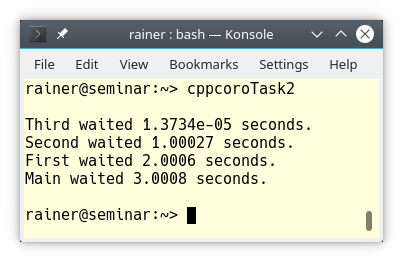 rainer : bash — Konsole
File Edit View Bookmarks Settings Help
rainer@seminar:~> cppcoroTask2
Third waited 1.3734e-05 seconds.
Second waited 1.00027 seconds.
First waited 2.0006 seconds.
Main waited 3.0008 seconds.
rainer@seminar:~>